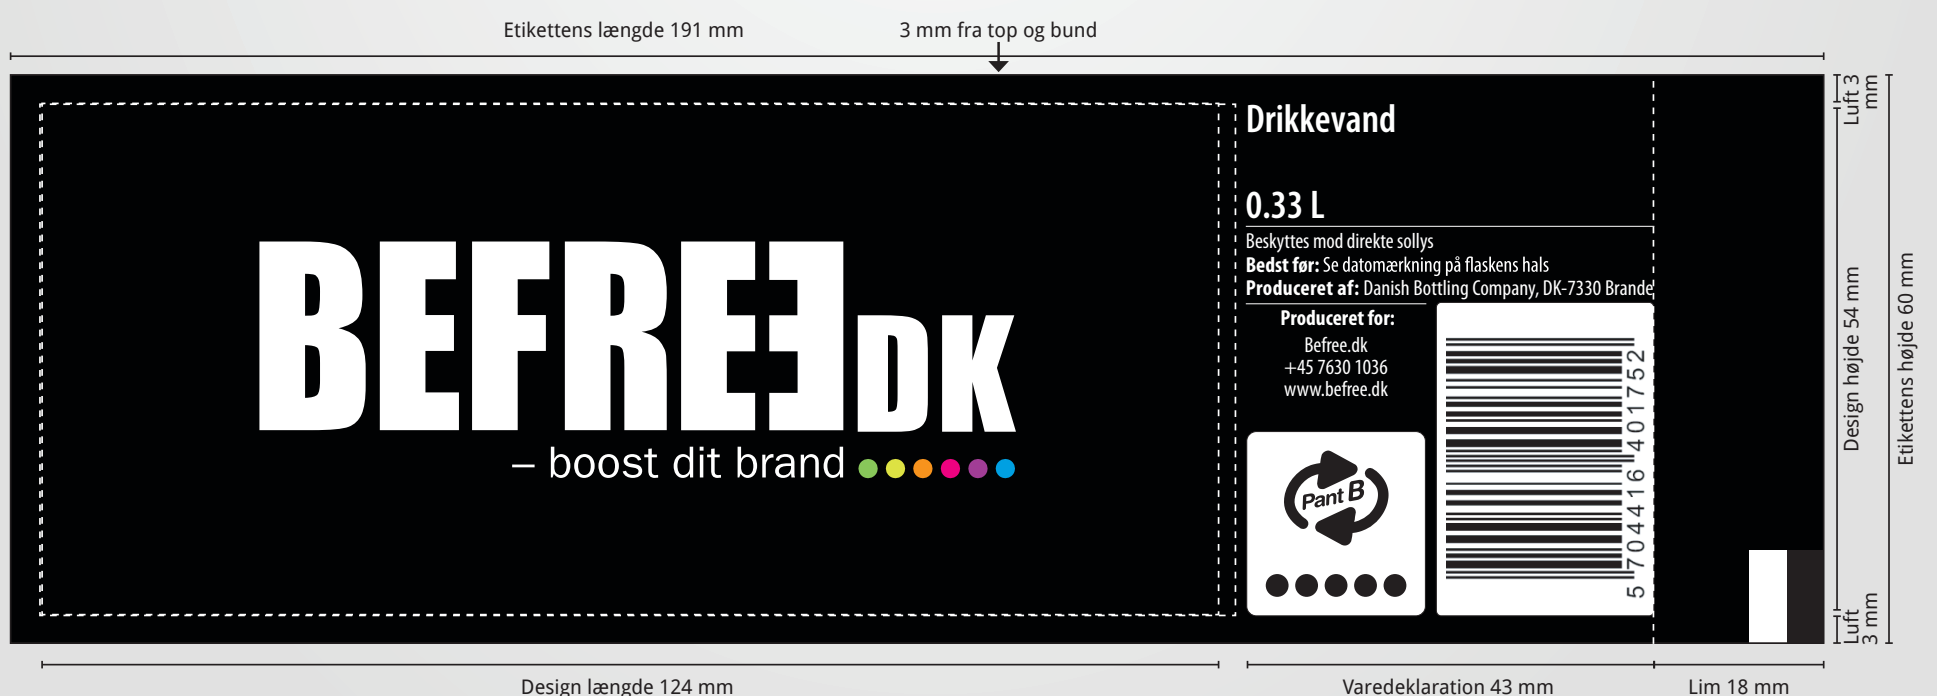 Etikettens længde 191 mm
3 mm fra top og bund
BEFREE DK
– boost dit brand
Drikkevand
0.33 L
Beskyttes mod direkte sollys
Bedst før: Se datomærkning på flaskens hals
Produceret af: Danish Bottling Company, DK-7330 Brande
Produceret for:
Befree.dk
+45 7630 1036
www.befree.dk
Pant B
5 704416 401752
Luft 3
mm
Design højde 54 mm
Etikettens højde 60 mm
Luft
3 mm
Design længde 124 mm
Varedeklaration 43 mm
Lim 18 mm